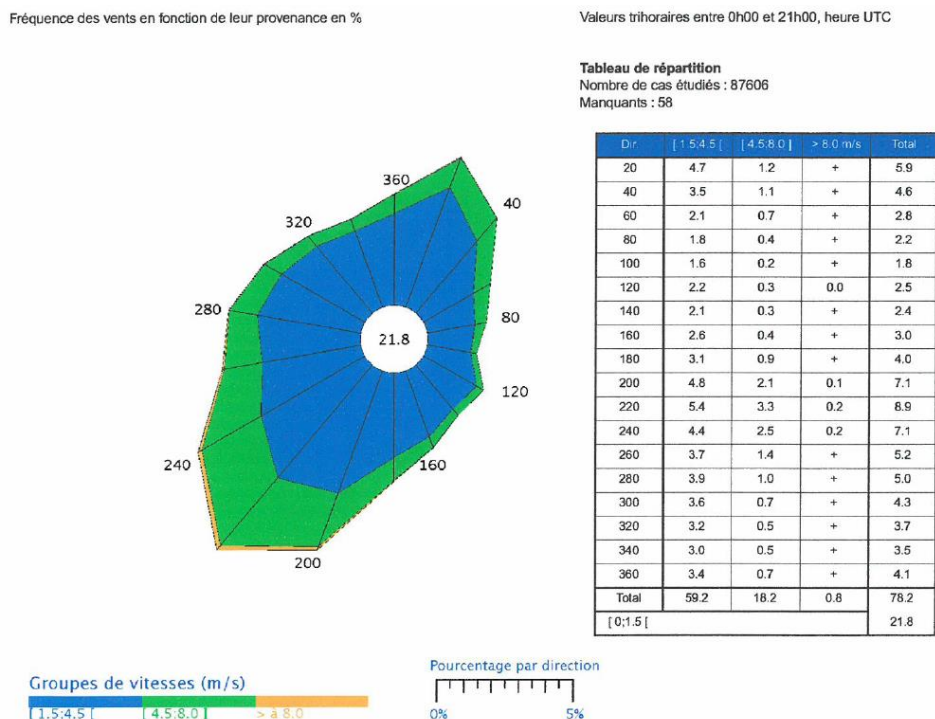 Fréquence des vents en fonction de leur provenance en %
Valeurs trihoraires entre 0h00 et 21h00, heure UTC
Tableau de répartition
Nombre de cas étudiés : 87606
Manquants : 58
Dir. [ 1.5;4.5 [ [ 4.5;8.0 ] > 8.0 m/s Total
20 4.7 1.2 + 5.9
40 3.5 1.1 + 4.6
60 2.1 0.7 + 2.8
80 1.8 0.4 + 2.2
100 1.6 0.2 + 1.8
120 2.2 0.3 0.0 2.5
140 2.1 0.3 + 2.4
160 2.6 0.4 + 3.0
180 3.1 0.9 + 4.0
200 4.8 2.1 0.1 7.1
220 5.4 3.3 0.2 8.9
240 4.4 2.5 0.2 7.1
260 3.7 1.4 + 5.2
280 3.9 1.0 + 5.0
300 3.6 0.7 + 4.3
320 3.2 0.5 + 3.7
340 3.0 0.5 + 3.5
360 3.4 0.7 + 4.1
Total 59.2 18.2 0.8 78.2
[ 0;1.5 [ 21.8
360
320
40
280
80
21.8
120
240
160
200
Groupes de vitesses (m/s)
[ 1.5;4.5 [ [ 4.5;8.0 ] > à 8.0
Pourcentage par direction
0% 5%